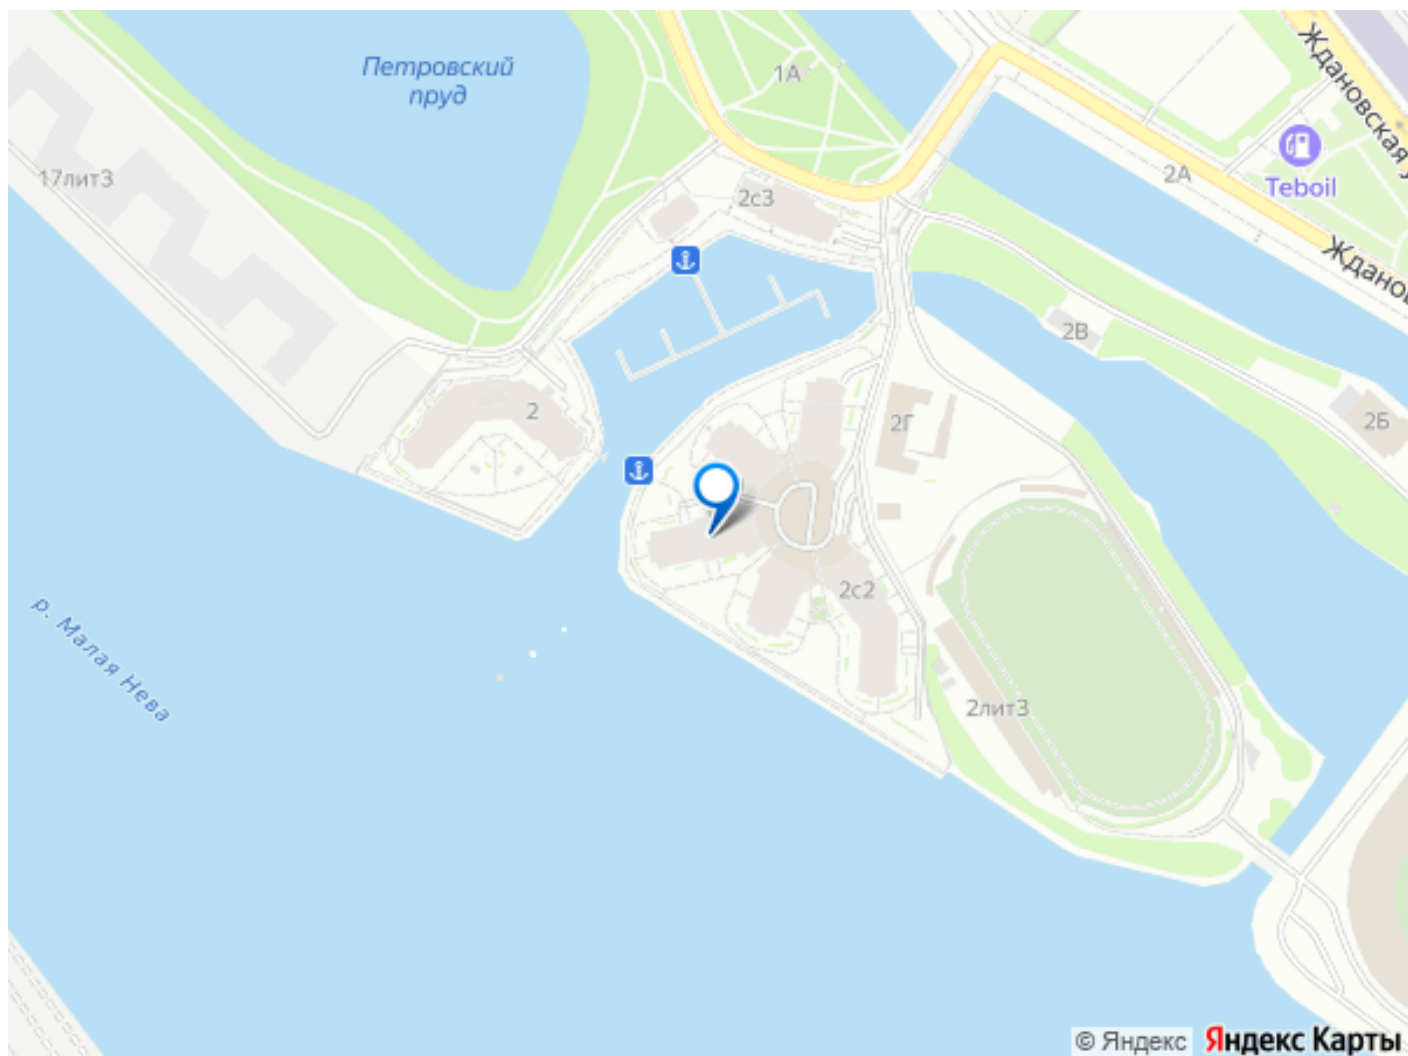 Петровский
пруд
1А
Ждановская у
Teboil
17лит3
2с3
2А
Ждановс
2В
2
2Г
2Б
р. Малая Нева
2с2
2лит3
© Яндекс Яндекс Карты